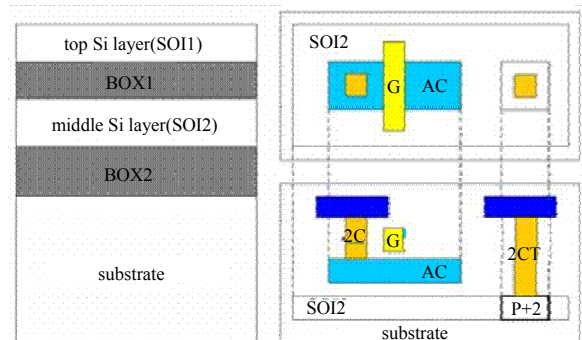 top Si layer(SOI1)
BOX1
middle Si layer(SOI2)
BOX2
substrate
SOI2
G
AC
2C
G
2CT
AC
SOI2
P+2
substrate